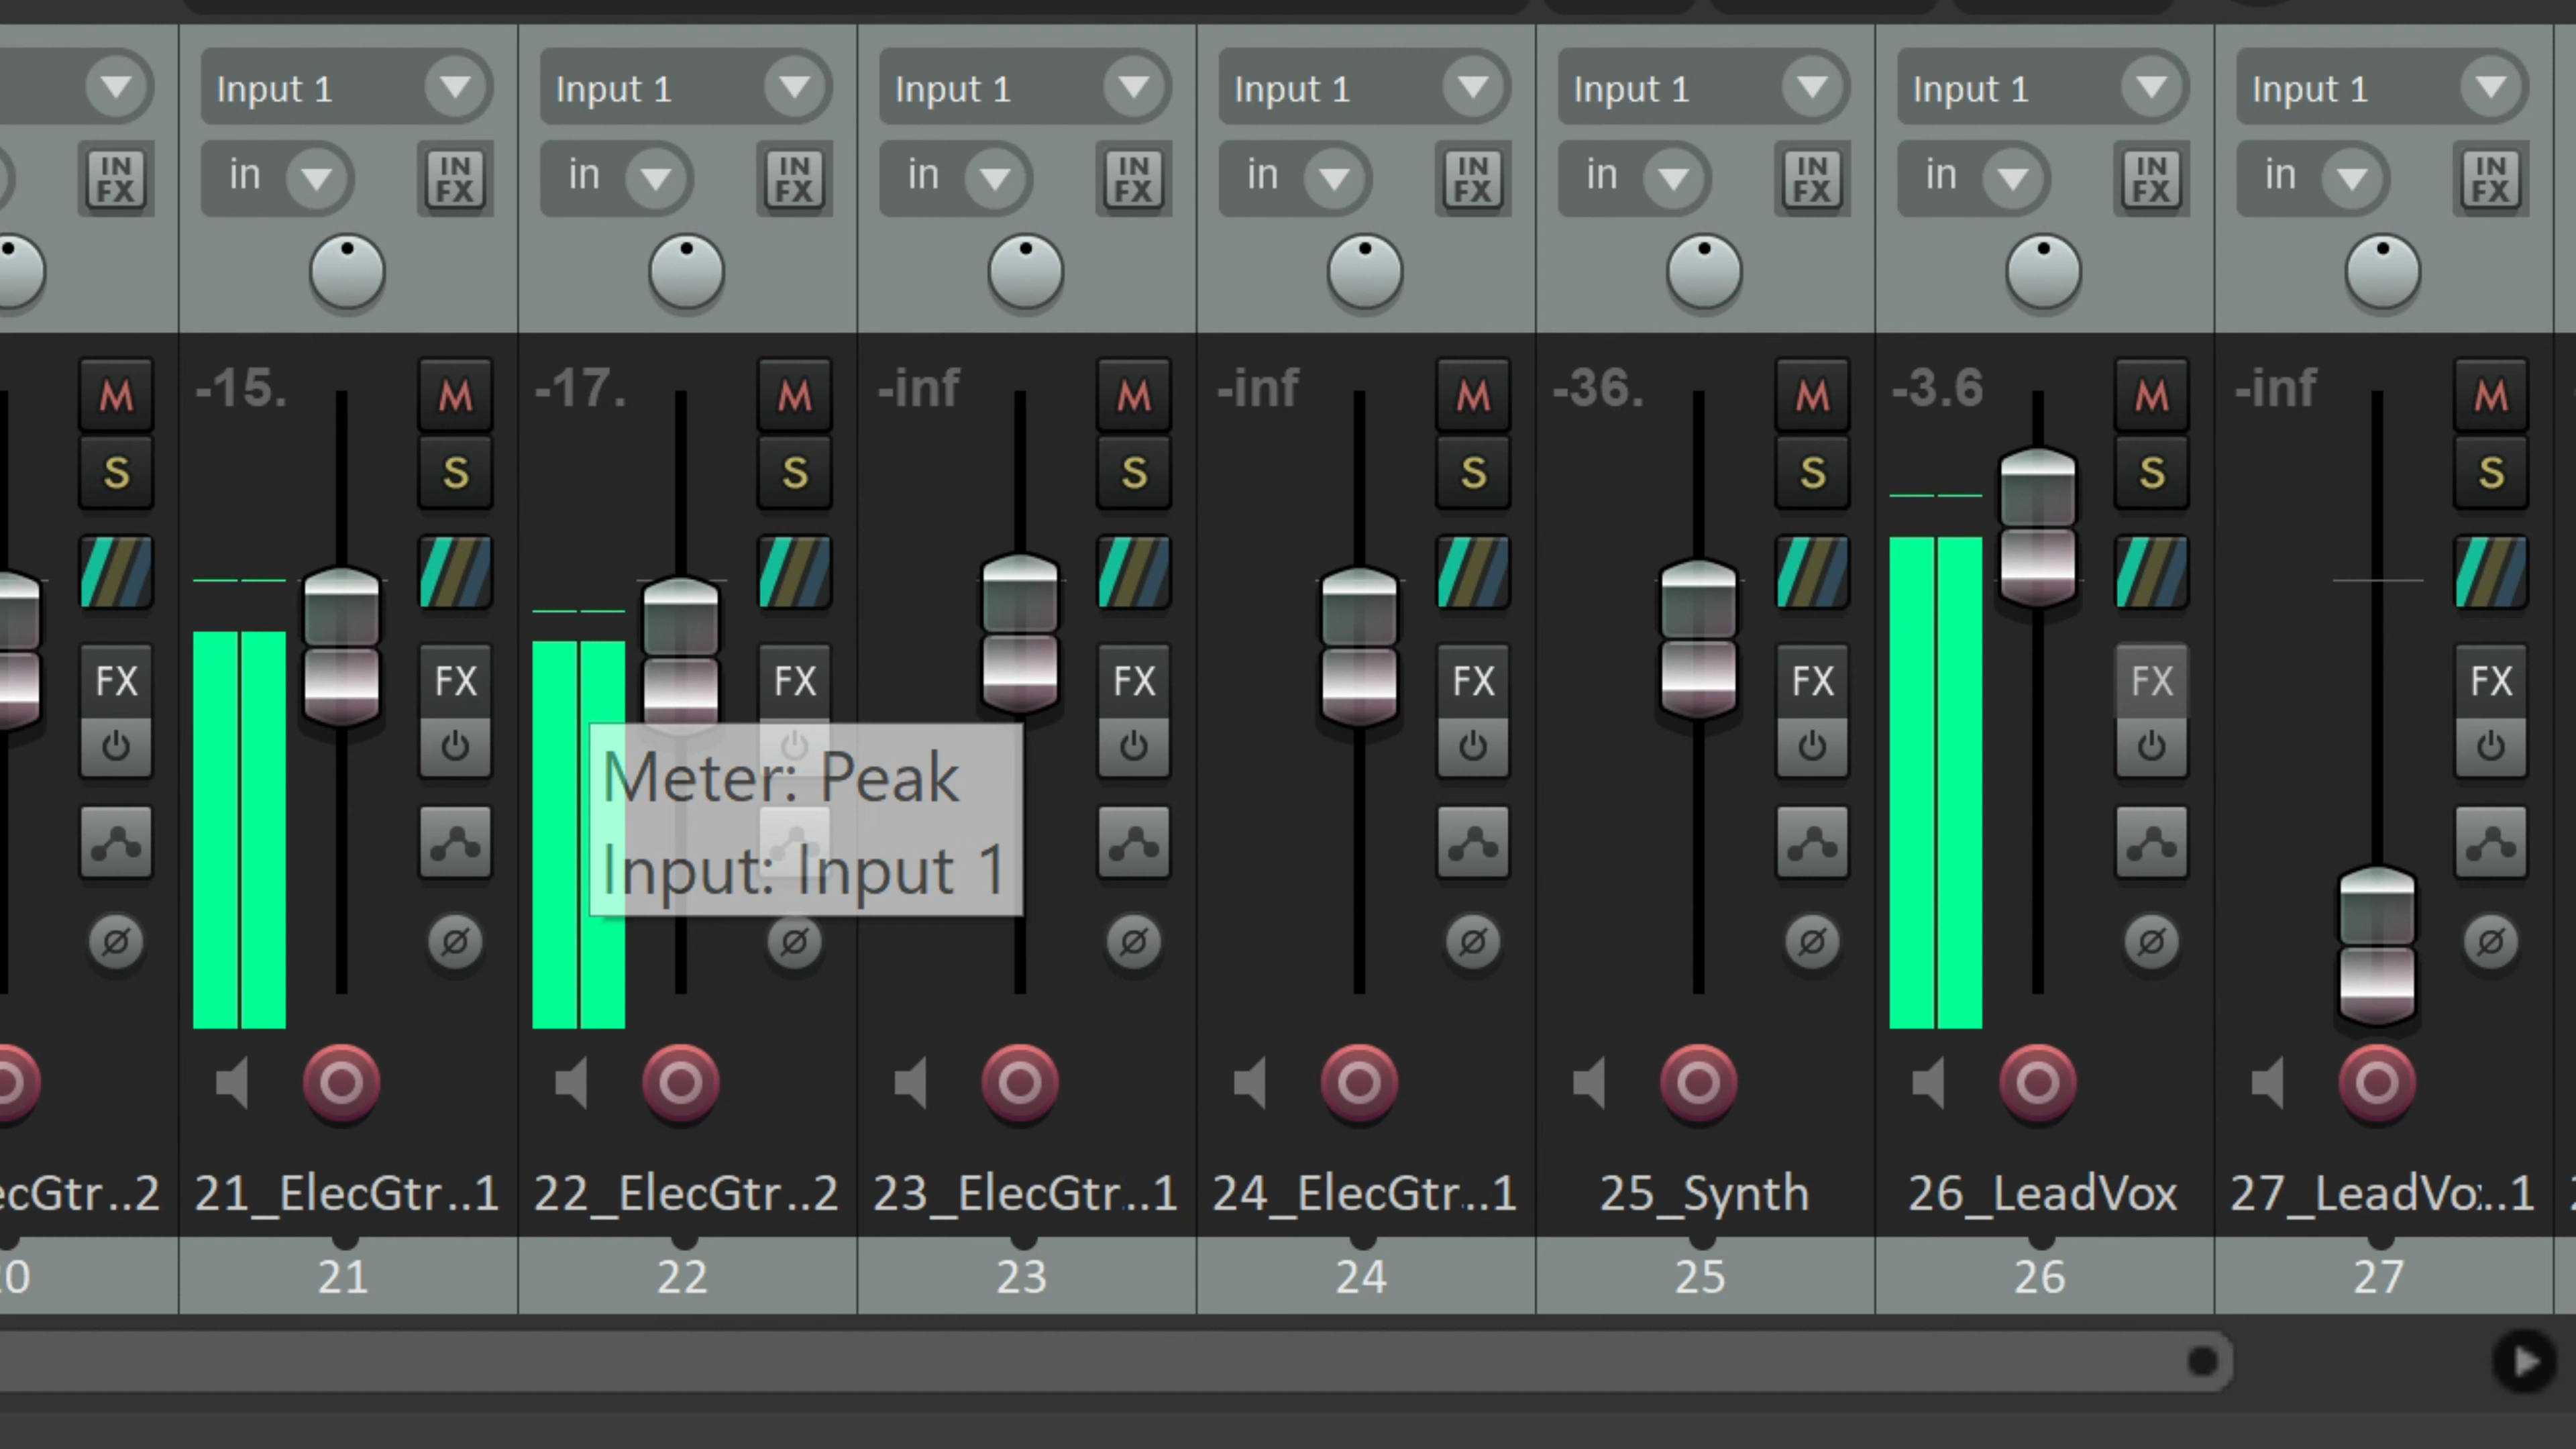 Input 1 Input 1 Input 1 Input 1 Input 1 Input 1 Input 1
IN FX in IN FX in IN FX in IN FX in IN FX in IN FX in IN FX in IN FX
-15. -17. -inf -inf -36. -3.6 -inf
M M M M M M M M
S S S S S S S S
FX FX FX FX FX FX FX FX
Meter: Peak
Input: Input 1
ecGtr..2 21_ElecGtr..1 22_ElecGtr..2 23_ElecGtr...1 24_ElecGtr...1 25_Synth 26_LeadVox 27_LeadVo...1
0 21 22 23 24 25 26 27